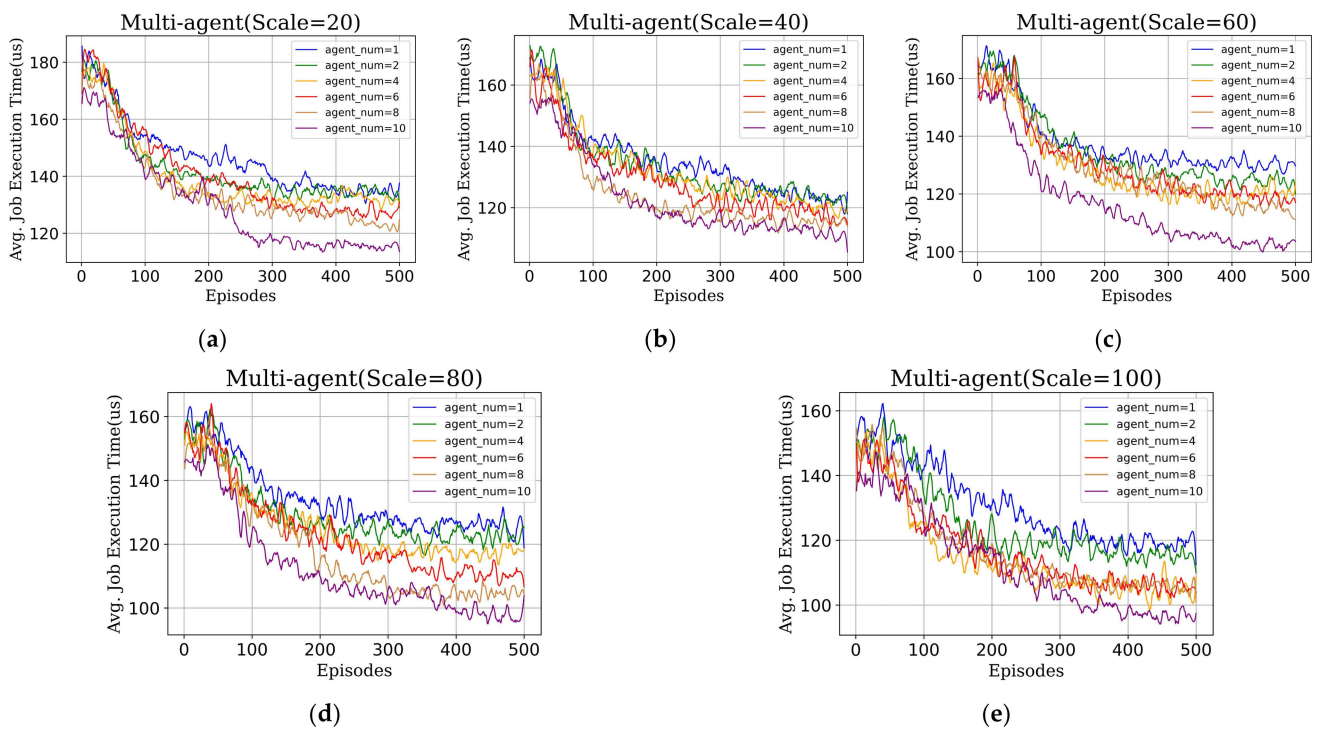 Multi-agent(Scale=20)
Avg. Job Execution Time(us)
180
160
140
120
0 100 200 300 400 500
Episodes
agent_num=1
agent_num=2
agent_num=4
agent_num=6
agent_num=8
agent_num=10
(a)
Multi-agent(Scale=40)
Avg. Job Execution Time(us)
160
140
120
0 100 200 300 400 500
Episodes
agent_num=1
agent_num=2
agent_num=4
agent_num=6
agent_num=8
agent_num=10
(b)
Multi-agent(Scale=60)
Avg. Job Execution Time(us)
160
140
120
100
0 100 200 300 400 500
Episodes
agent_num=1
agent_num=2
agent_num=4
agent_num=6
agent_num=8
agent_num=10
(c)
Multi-agent(Scale=80)
Avg. Job Execution Time(us)
160
140
120
100
0 100 200 300 400 500
Episodes
agent_num=1
agent_num=2
agent_num=4
agent_num=6
agent_num=8
agent_num=10
(d)
Multi-agent(Scale=100)
Avg. Job Execution Time(us)
160
140
120
100
0 100 200 300 400 500
Episodes
agent_num=1
agent_num=2
agent_num=4
agent_num=6
agent_num=8
agent_num=10
(e)